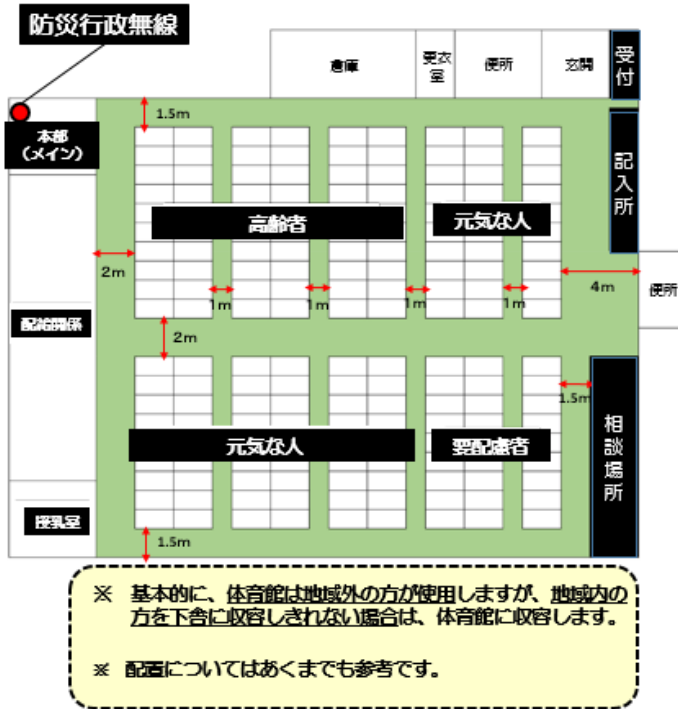 防災行政無線
倉庫
更衣
室
便所
玄関
受付
本部
（メイン）
1.5m
記入所
高齢者
元気な人
2m
1m
1m
1m
1m
4m
便所
配給関係
2m
1.5m
元気な人
要配慮者
相談場所
授乳室
1.5m
※　基本的に、体育館は地域外の方が使用しますが、地域内の
方を下舎に収容しきれない場合は、体育館に収容します。
※　配置についてはあくまでも参考です。